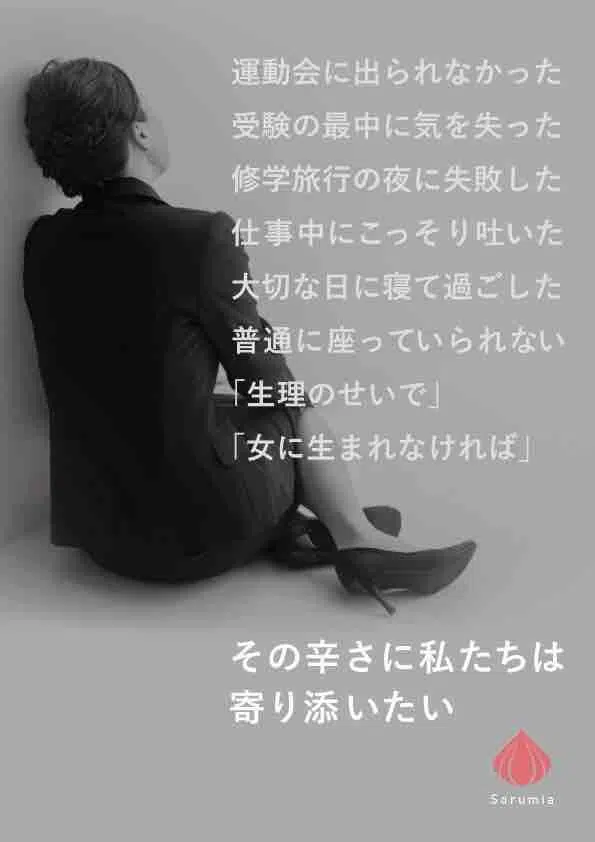 運動会に出られなかった
受験の最中に気を失った
修学旅行の夜に失敗した
仕事中にこっそり吐いた
大切な日に寝て過ごした
普通に座っていられない
「生理のせいで」
「女に生まれなければ」
その辛さに私たちは
寄り添いたい
Sarumia